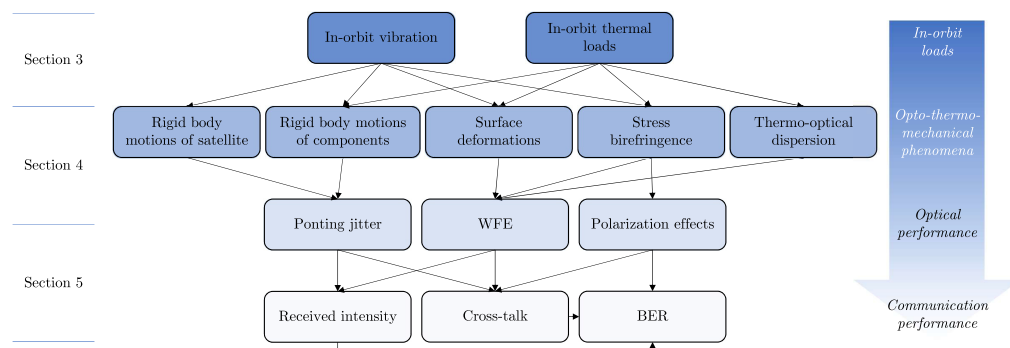 In-orbit vibration
In-orbit thermal
loads
In-orbit
loads
Section 3
Rigid body
motions of satellite
Rigid body motions
of components
Surface
deformations
Stress
birefringence
Thermo-optical
dispersion
Opto-thermo-
mechanical
phenomena
Section 4
Ponting jitter
WFE
Polarization effects
Optical
performance
Section 5
Received intensity
Cross-talk
BER
Communication
performance